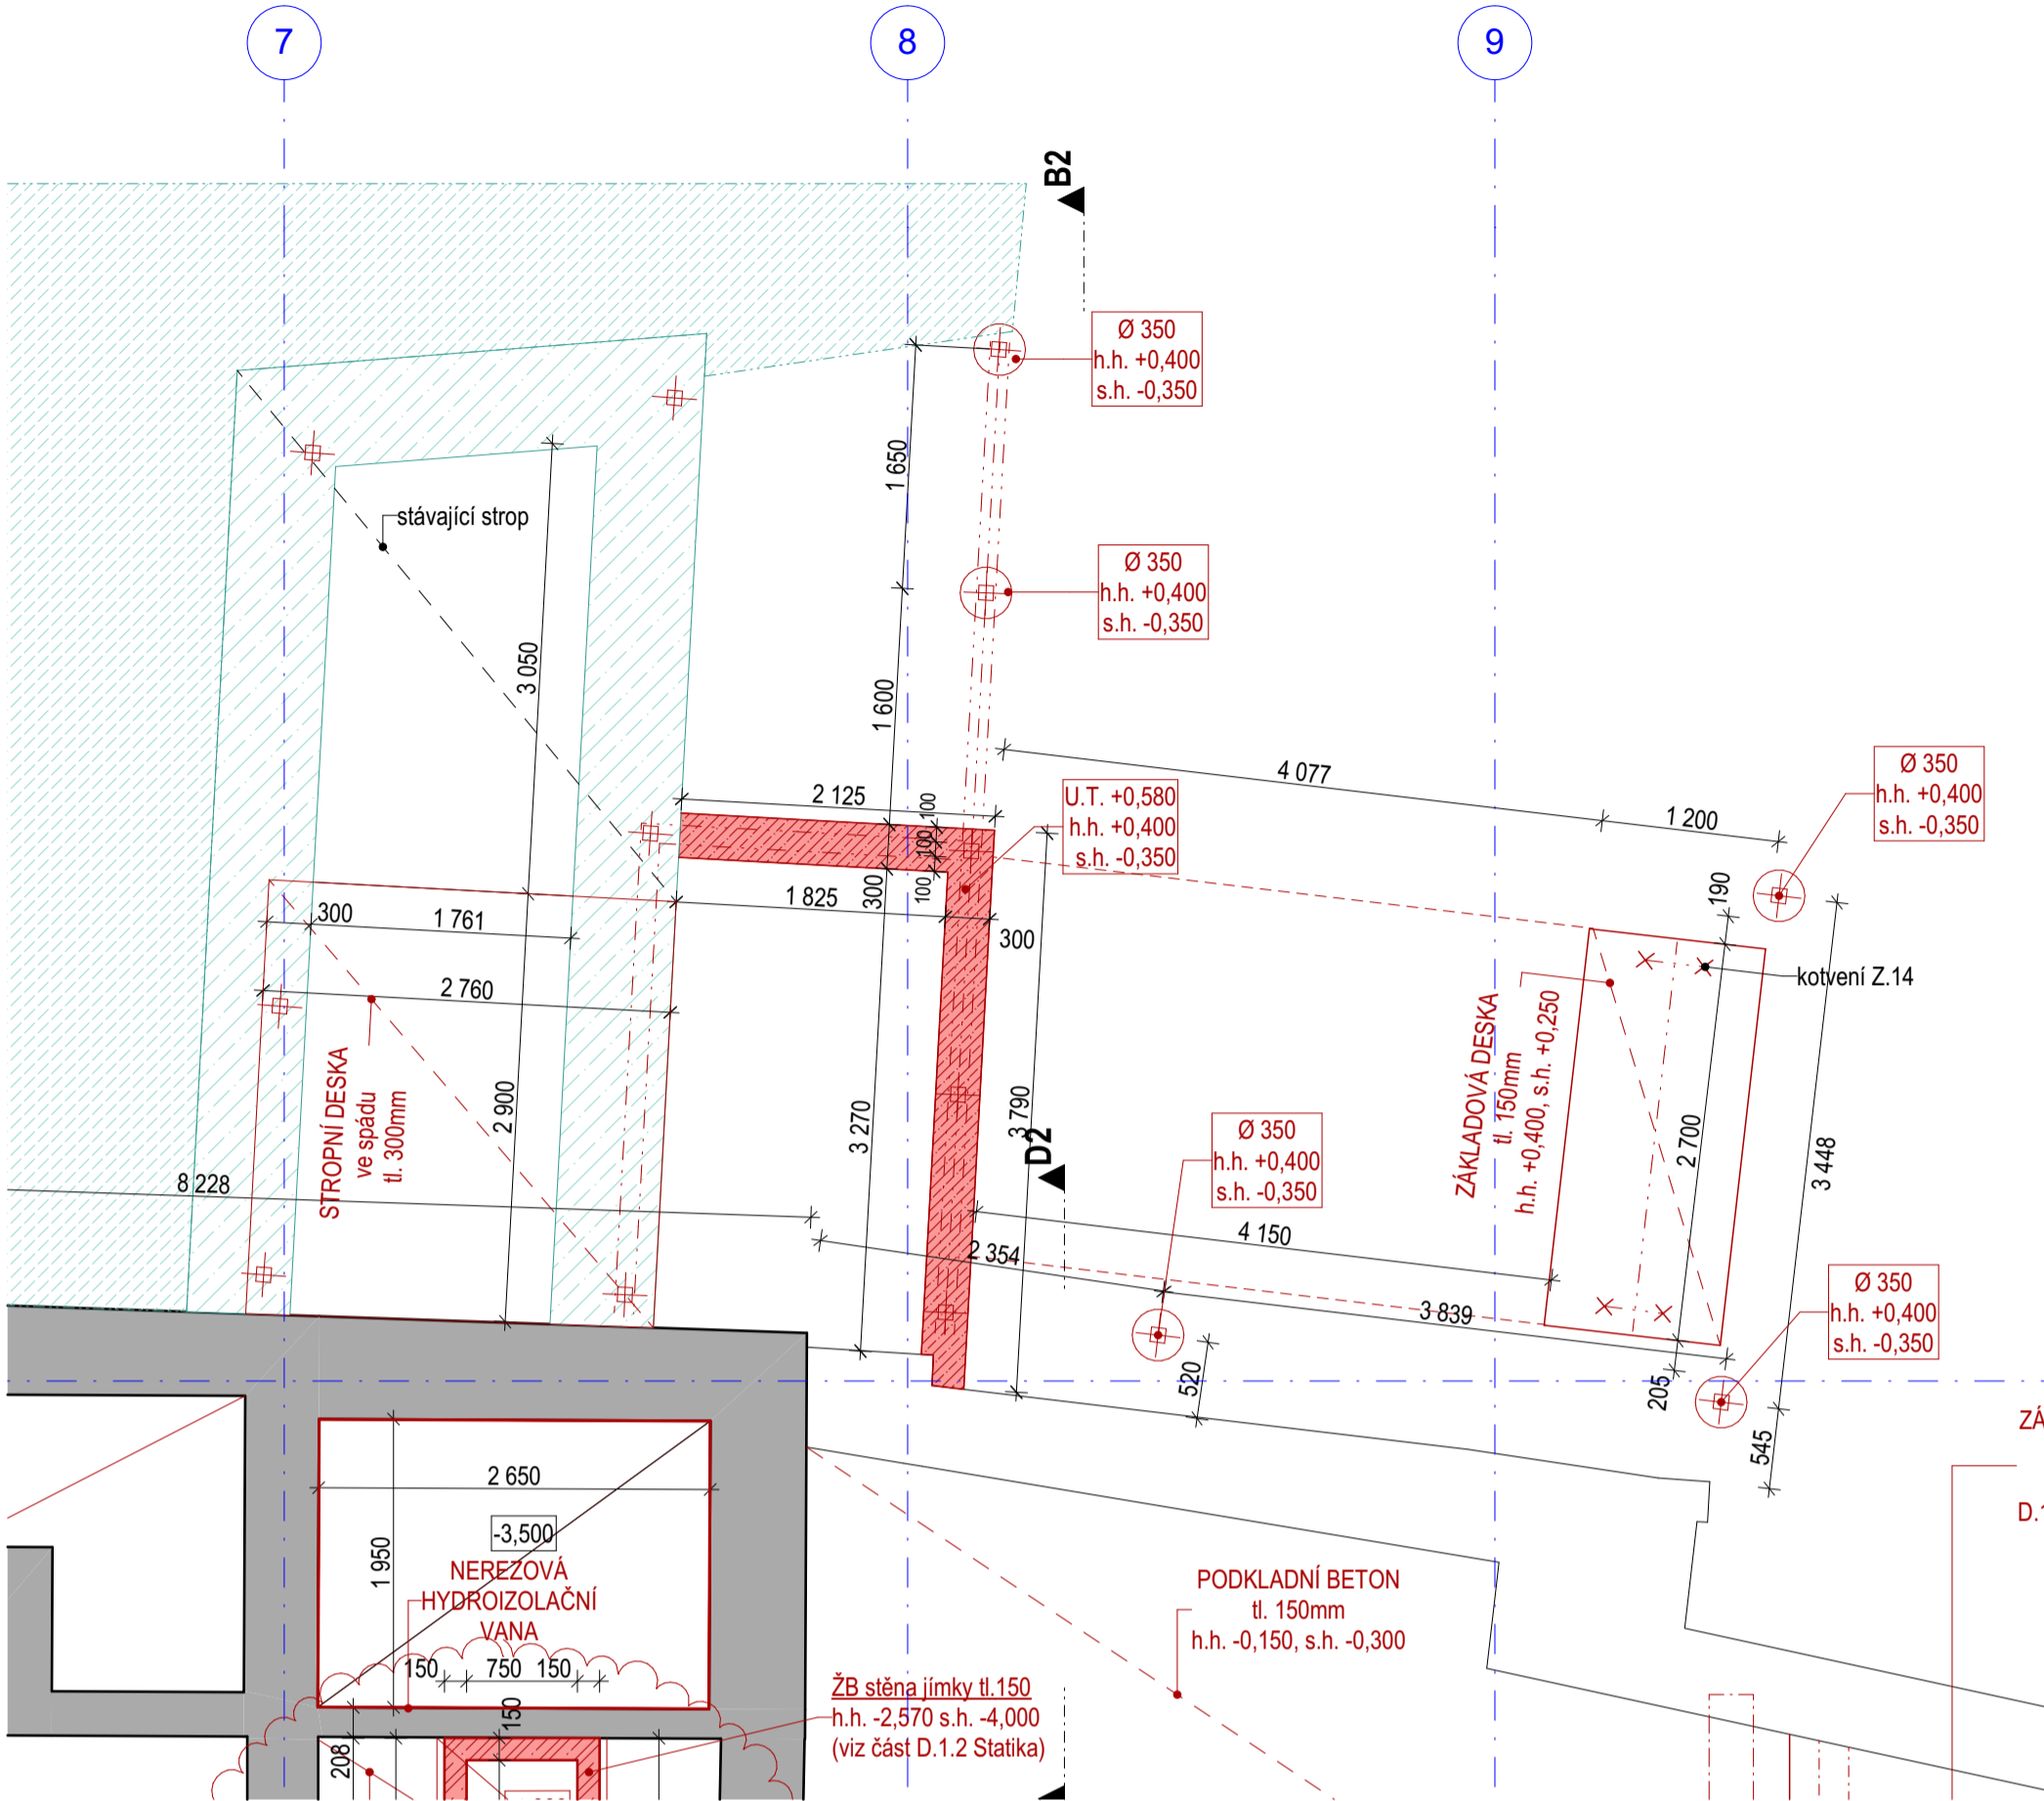 7
8
9
B2
Ø 350
h.h. +0,400
s.h. -0,350
1 650
stávající strop
Ø 350
h.h. +0,400
s.h. -0,350
3 050
1 600
4 077
1 200
Ø 350
h.h. +0,400
s.h. -0,350
2 125
100
100
100
U.T. +0,580
h.h. +0,400
s.h. -0,350
300
1 761
1 825
300
300
190
kotvení Z.14
2 760
STROPNÍ DESKA
ve spádu
tl. 300mm
2 900
3 270
3 790
D2
ZÁKLADOVÁ DESKA
tl. 150mm
h.h. +0,400, s.h. +0,250
2 700
3 448
Ø 350
h.h. +0,400
s.h. -0,350
8 228
4 150
2 354
3 839
Ø 350
h.h. +0,400
s.h. -0,350
520
205
545
ZÁ
D.1
2 650
1 950
-3,500
NEREZOVÁ
HYDROIZOLAČNÍ
VANA
150
750
150
150
208
PODKLADNÍ BETON
tl. 150mm
h.h. -0,150, s.h. -0,300
ŽB stěna jímky tl.150
h.h. -2,570 s.h. -4,000
(viz část D.1.2 Statika)